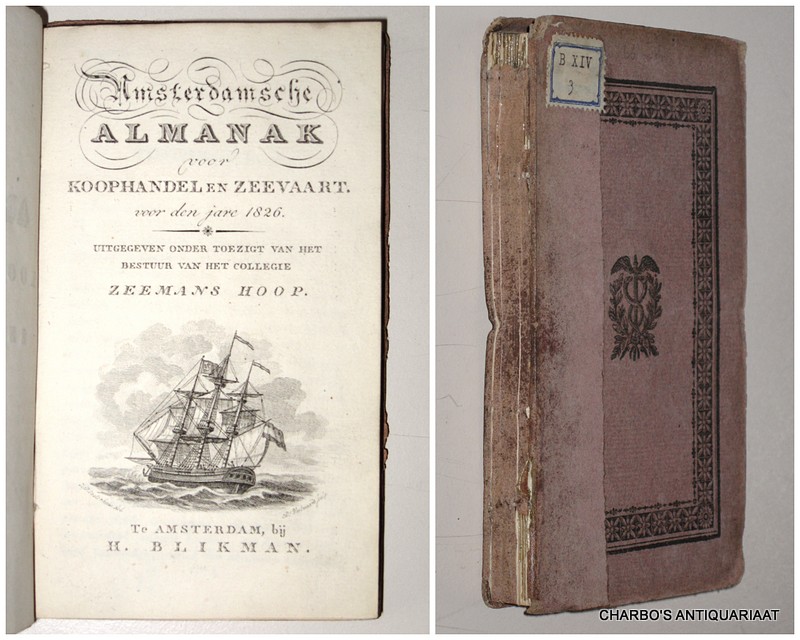 Amsterdamsche
ALMANAK
voor
KOOPHANDEL EN ZEEVAART.
voor den jare 1826.
UITGEGEVEN ONDER TOEZIGT VAN HET
BESTUUR VAN HET COLLEGIE
ZEEMANS HOOP.
Te AMSTERDAM, bij
H. BLIKMAN.
B XIV
3
CHARBO'S ANTIQUARIAAT